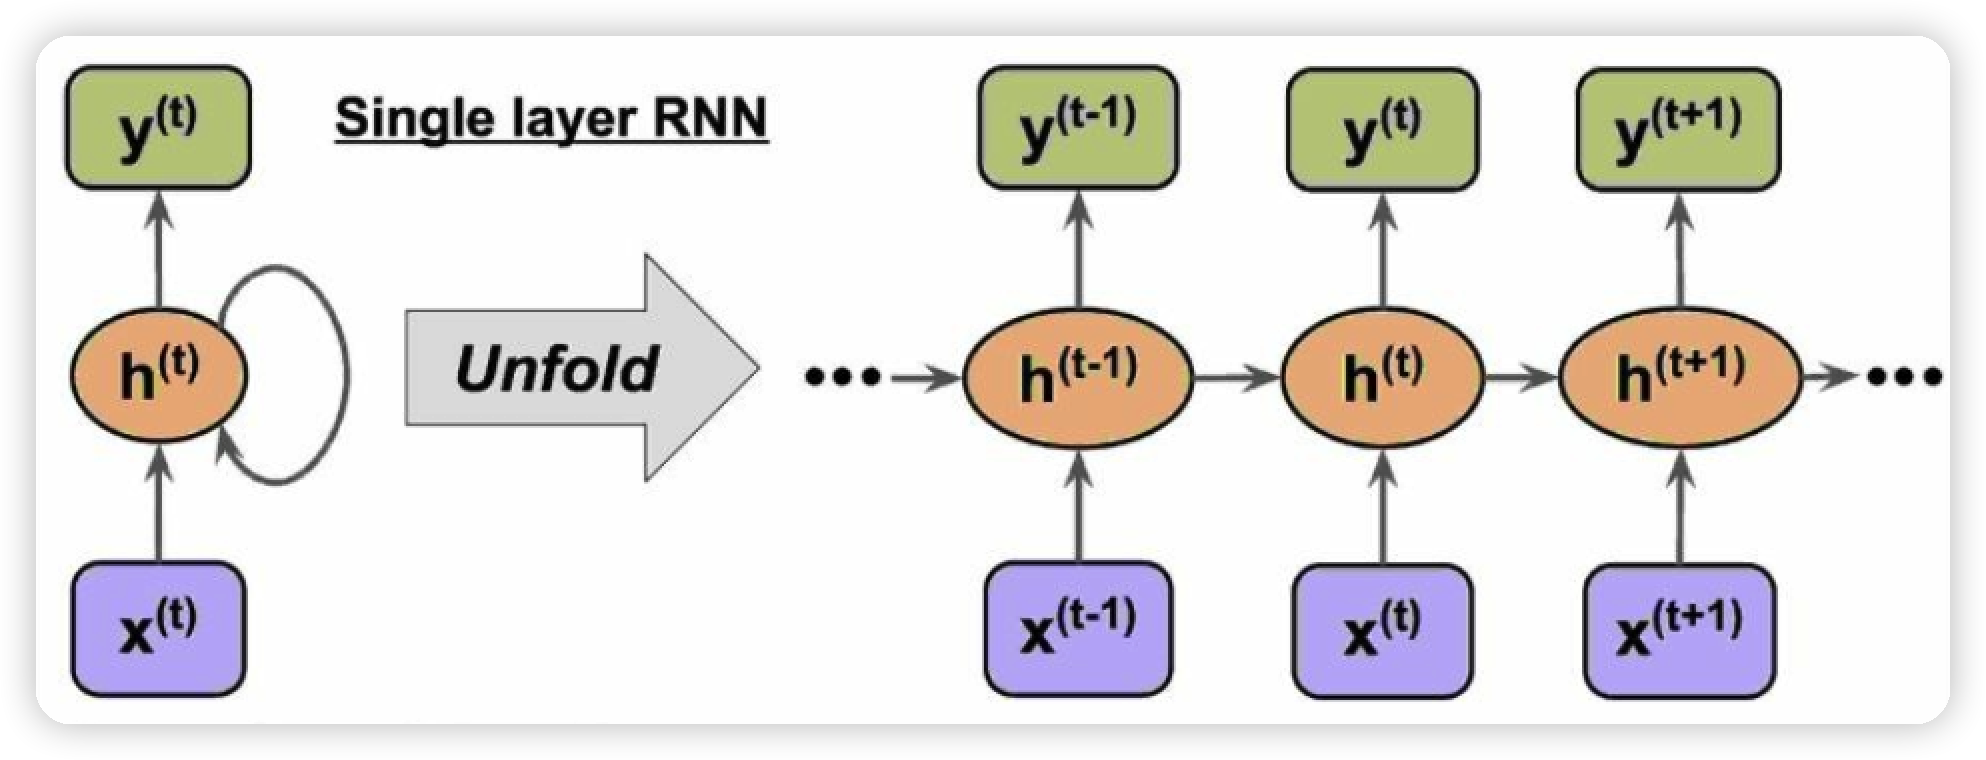 y(t)
Single layer RNN
y(t-1)
y(t)
y(t+1)
h(t)
Unfold
•••
h(t-1)
h(t)
h(t+1)
•••
x(t)
x(t-1)
x(t)
x(t+1)